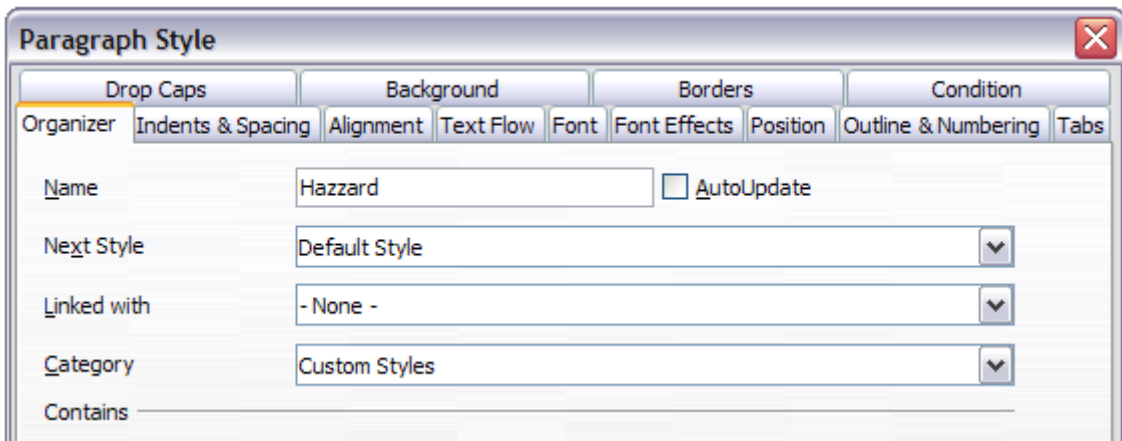 Paragraph Style
Drop Caps Background Borders Condition
Organizer Indents & Spacing Alignment Text Flow Font Font Effects Position Outline & Numbering Tabs
Name Hazzard AutoUpdate
Next Style Default Style
Linked with - None -
Category Custom Styles
Contains